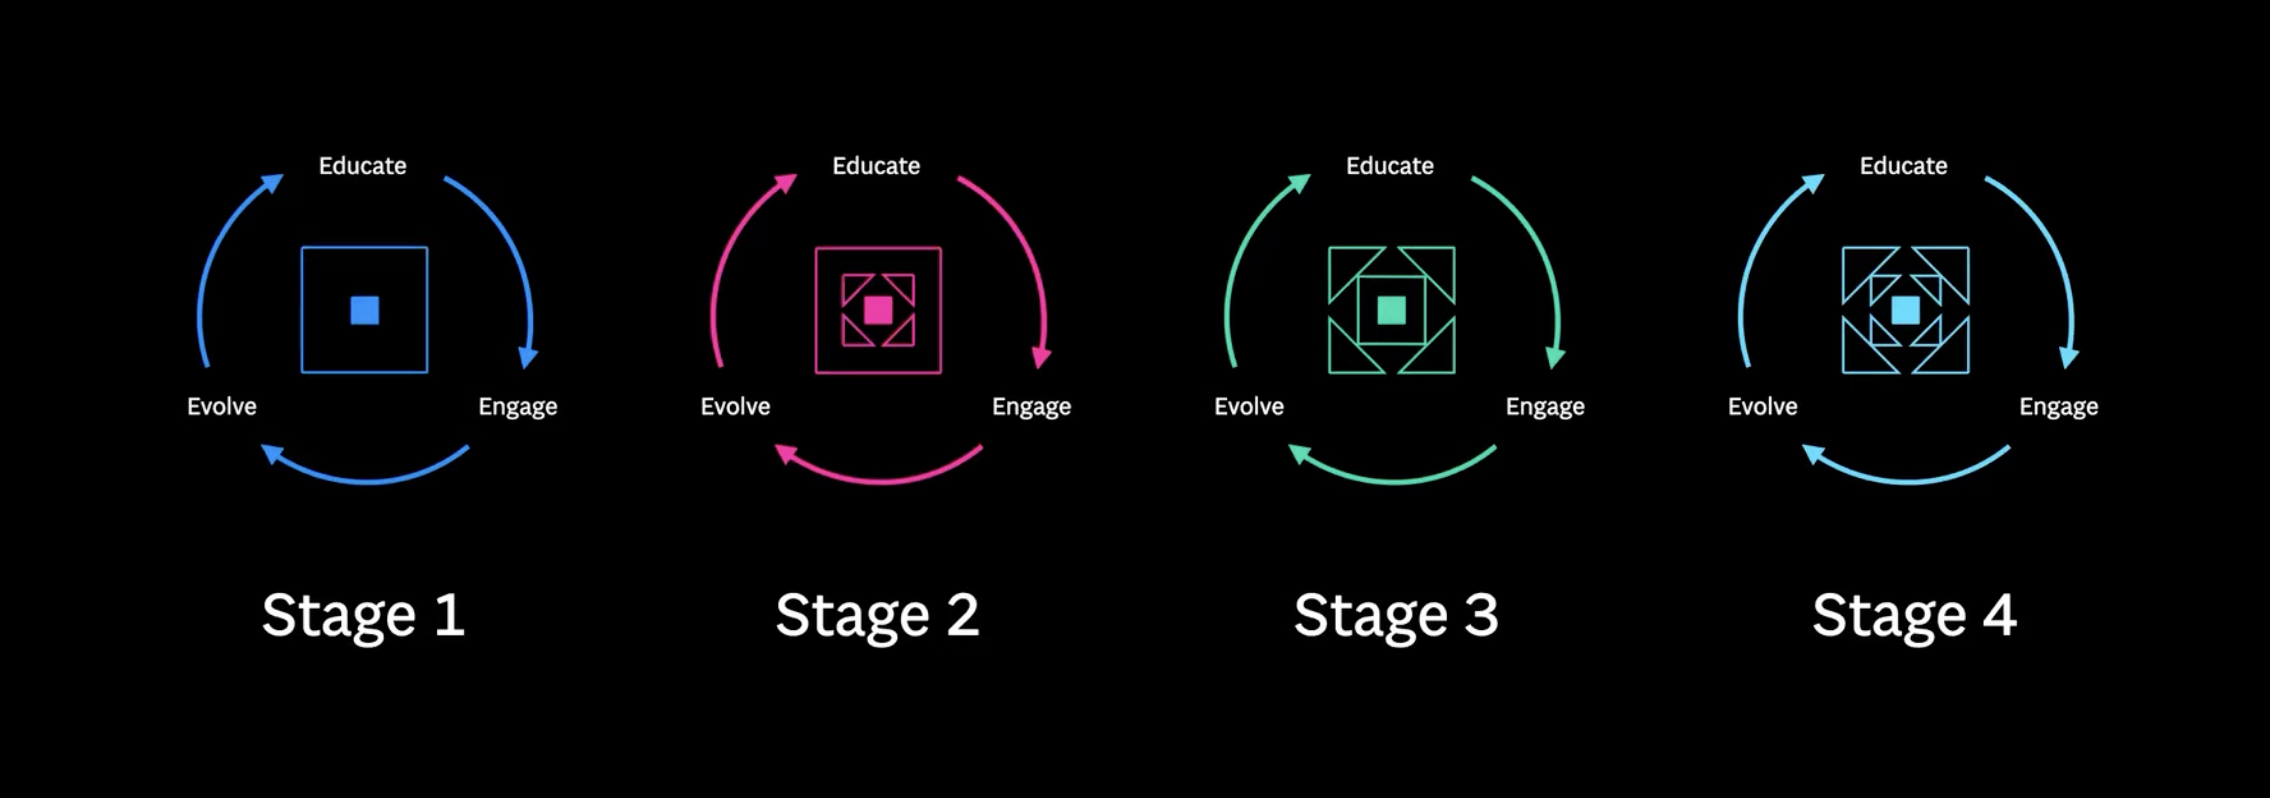 Educate
Evolve
Engage
Stage 1
Educate
Evolve
Engage
Stage 2
Educate
Evolve
Engage
Stage 3
Educate
Evolve
Engage
Stage 4